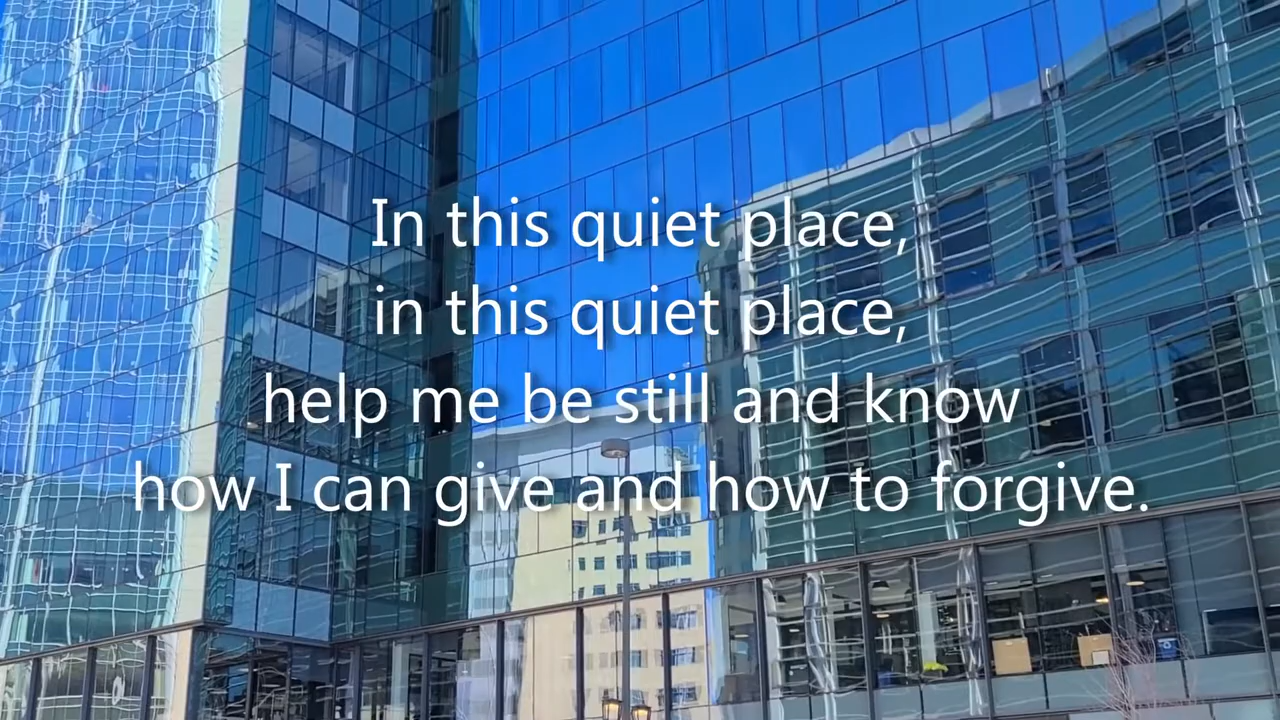 In this quiet place,
in this quiet place,
help me be still and know
how I can give and how to forgive.